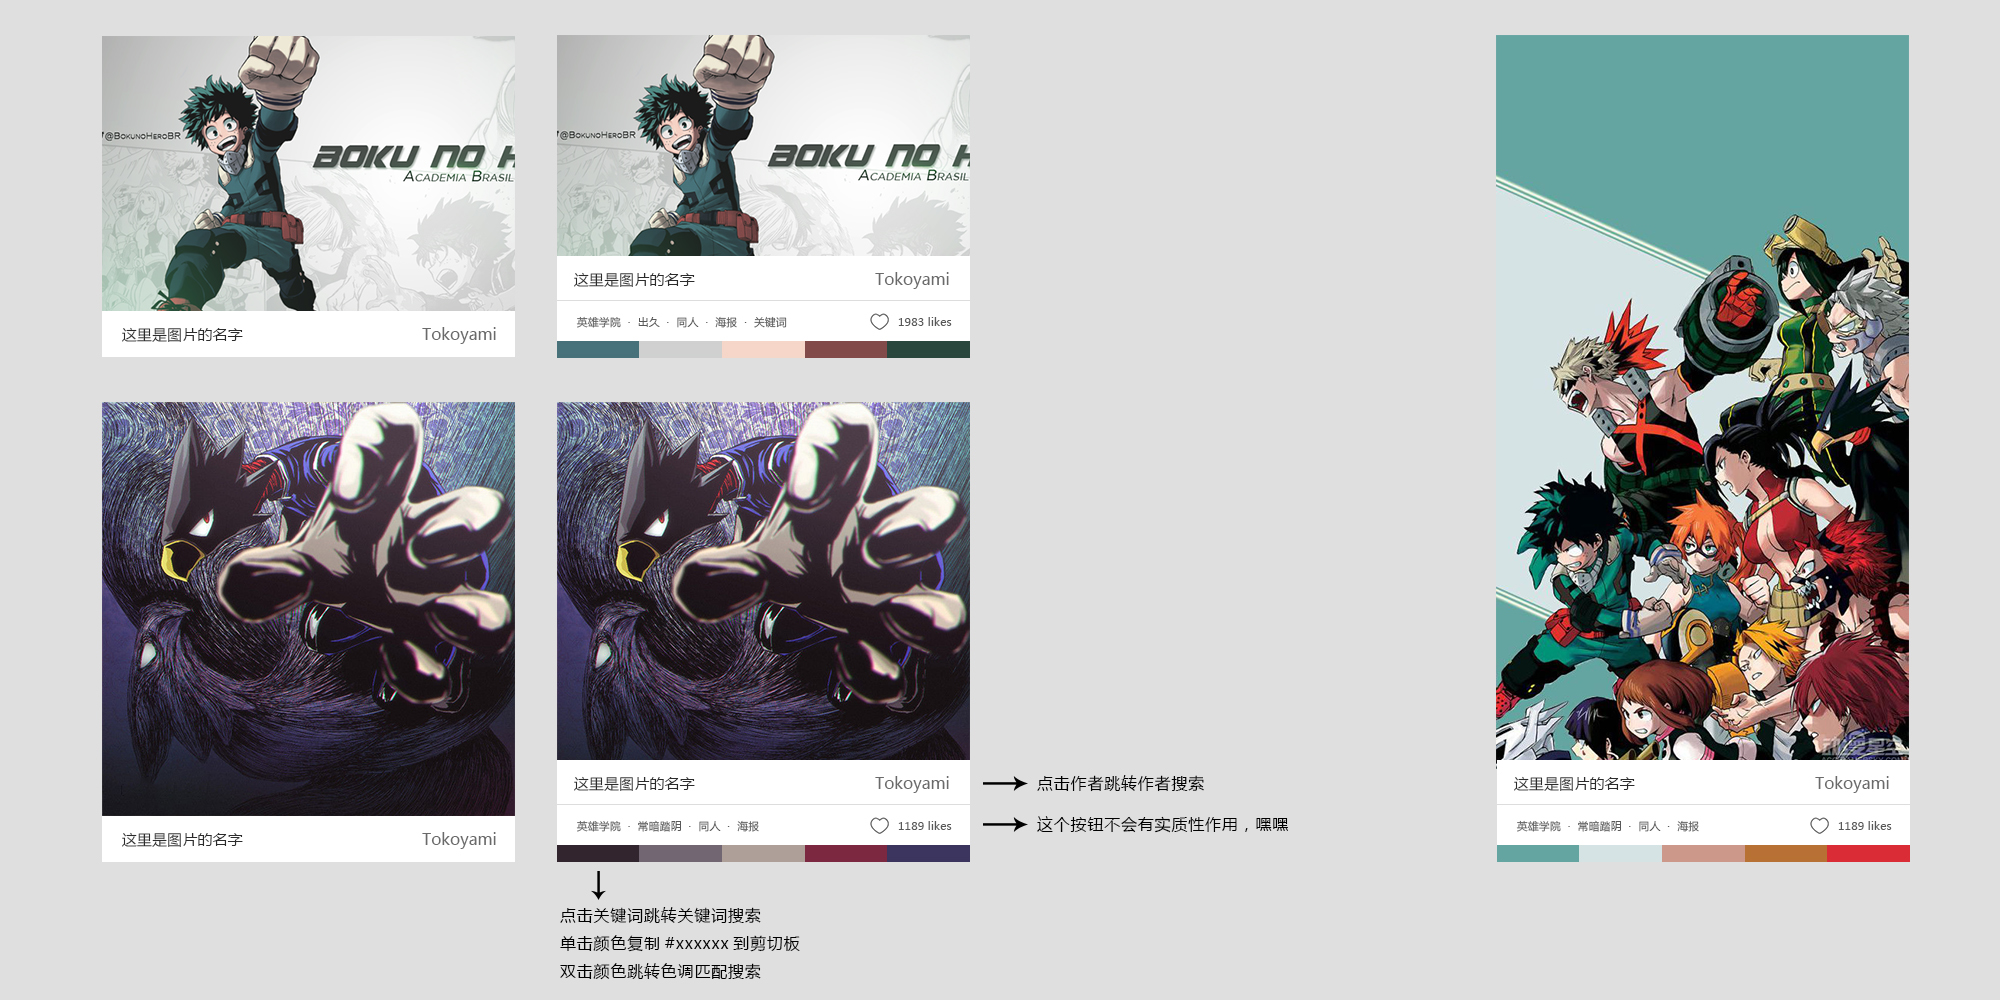 @BokunoHeroBR
BOKU NO H
Academia Brasil
这里是图片的名字 Tokoyami
@BokunoHeroBR
BOKU NO H
Academia Brasil
这里是图片的名字 Tokoyami
英雄学院 · 出久 · 同人 · 海报 · 关键词 1983 likes
这里是图片的名字 Tokoyami
这里是图片的名字 Tokoyami
点击作者跳转作者搜索
英雄学院 · 常暗踏阴 · 同人 · 海报 1189 likes
这个按钮不会有实质性作用，嘿嘿
点击关键词跳转关键词搜索
单击颜色复制 #xxxxxx 到剪切板
双击颜色跳转色调匹配搜索
这里是图片的名字 Tokoyami
英雄学院 · 常暗踏阴 · 同人 · 海报 1189 likes